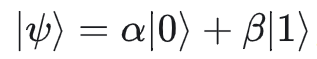 |ψ⟩ = α|0⟩ + β|1⟩